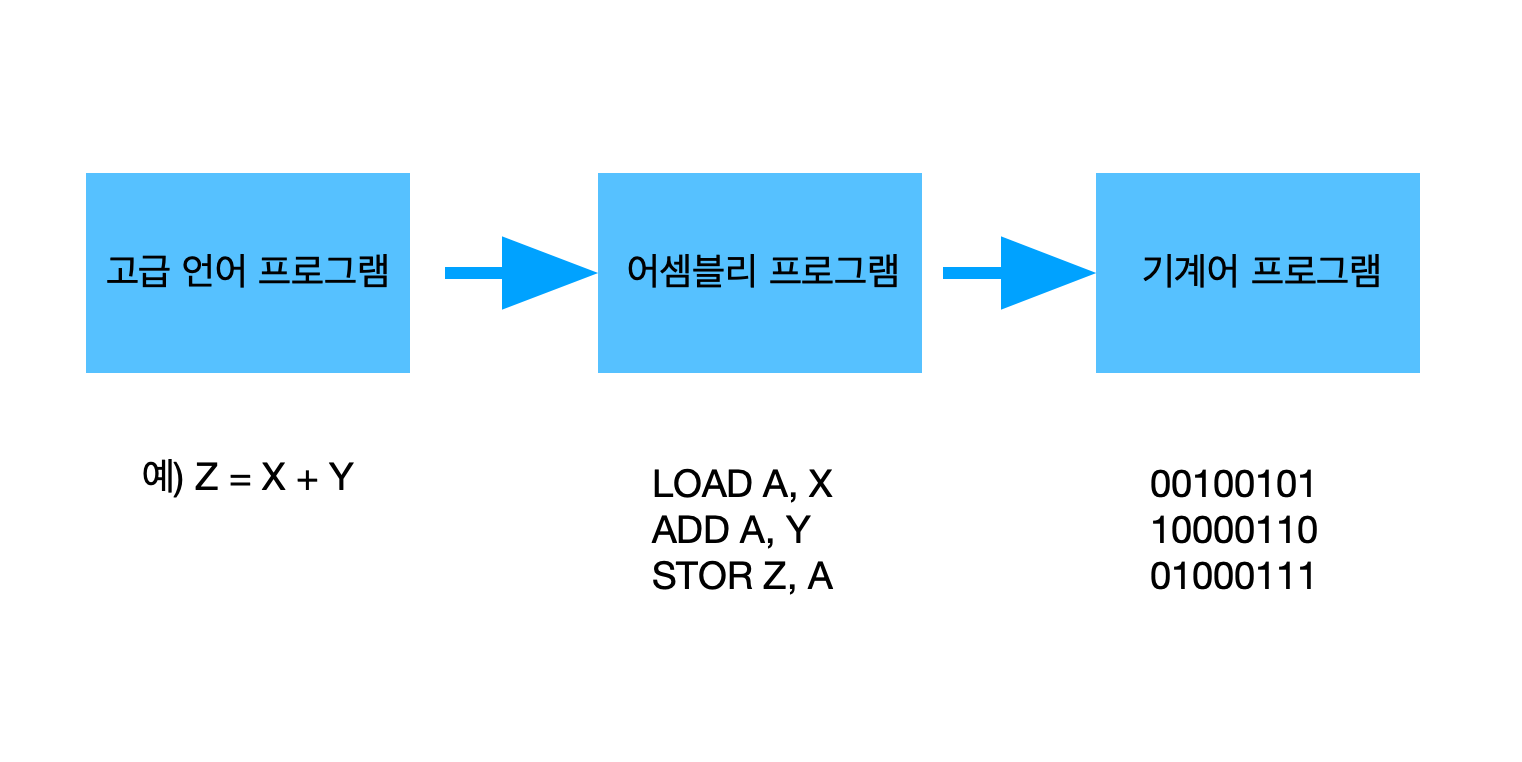 고급 언어 프로그램
어셈블리 프로그램
기계어 프로그램
예) Z = X + Y
LOAD A, X
ADD A, Y
STOR Z, A
00100101
10000110
01000111